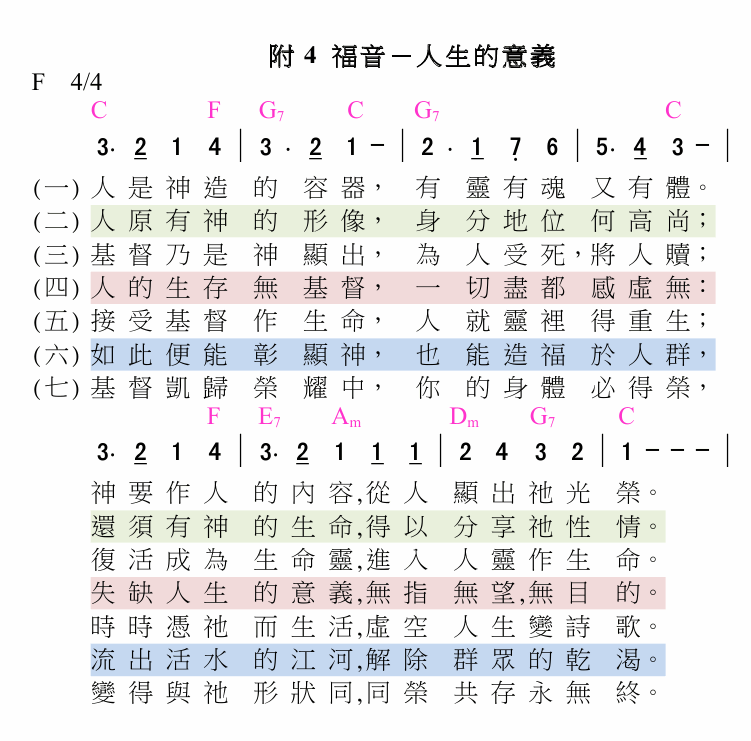 附 4 福音－人生的意義
F 4/4
C F G7 C G7 C
3· 2 1 4 | 3 · 2 1 － | 2 · 1 7 6 | 5· 4 3 － |
(一) 人是神造的容器，有靈有魂又有體。
(二) 人原有神的形像，身分地位何高尚；
(三) 基督乃是神顯出，為人受死，將人贖；
(四) 人的生存無基督，一切盡都感虛無：
(五) 接受基督作生命，人就靈裡得重生；
(六) 如此便能彰顯神，也能造福於人群，
(七) 基督凱歸榮耀中，你的身體必得榮，
F E7 Am Dm G7 C
3· 2 1 4 | 3· 2 1 1 1 | 2 4 3 2 | 1 － － － |
神要作人的內容,從人顯出祂光榮。
還須有神的生命,得以分享祂性情。
復活成為生命靈,進入人靈作生命。
失缺人生的意義,無指無望,無目的。
時時憑祂而生活,虛空人生變詩歌。
流出活水的江河,解除群眾的乾渴。
變得與祂形狀同,同榮共存永無終。